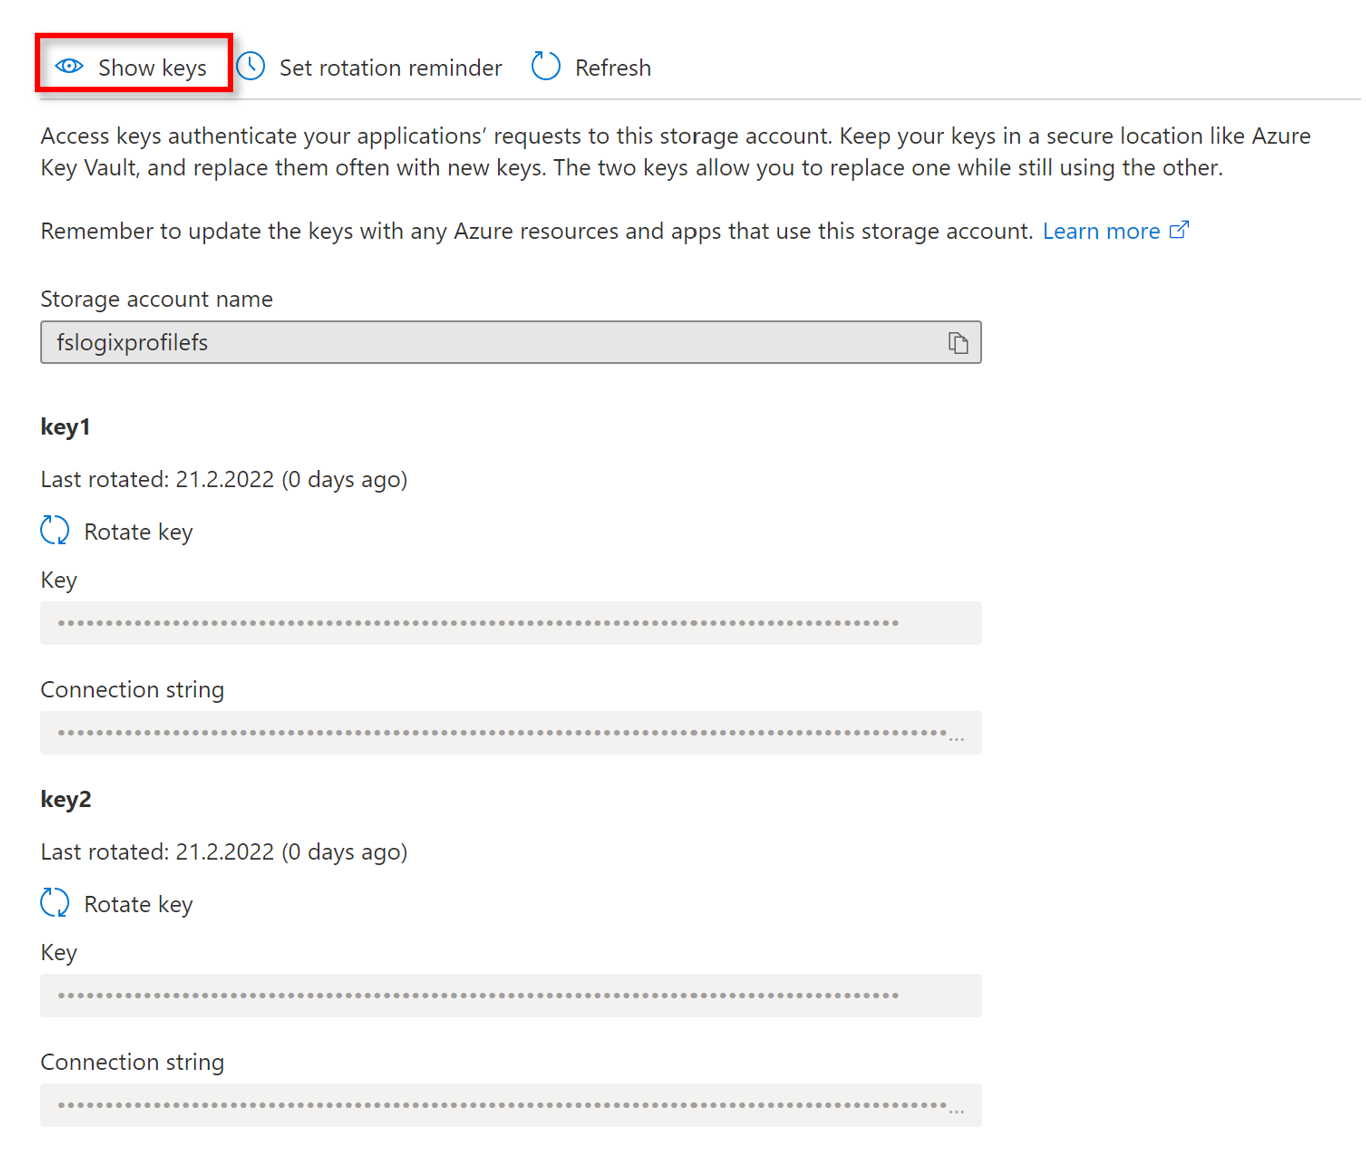 Show keys Set rotation reminder Refresh
Access keys authenticate your applications’ requests to this storage account. Keep your keys in a secure location like Azure
Key Vault, and replace them often with new keys. The two keys allow you to replace one while still using the other.
Remember to update the keys with any Azure resources and apps that use this storage account. Learn more
Storage account name
fslogixprofilefs
key1
Last rotated: 21.2.2022 (0 days ago)
Rotate key
Key
Connection string
key2
Last rotated: 21.2.2022 (0 days ago)
Rotate key
Key
Connection string